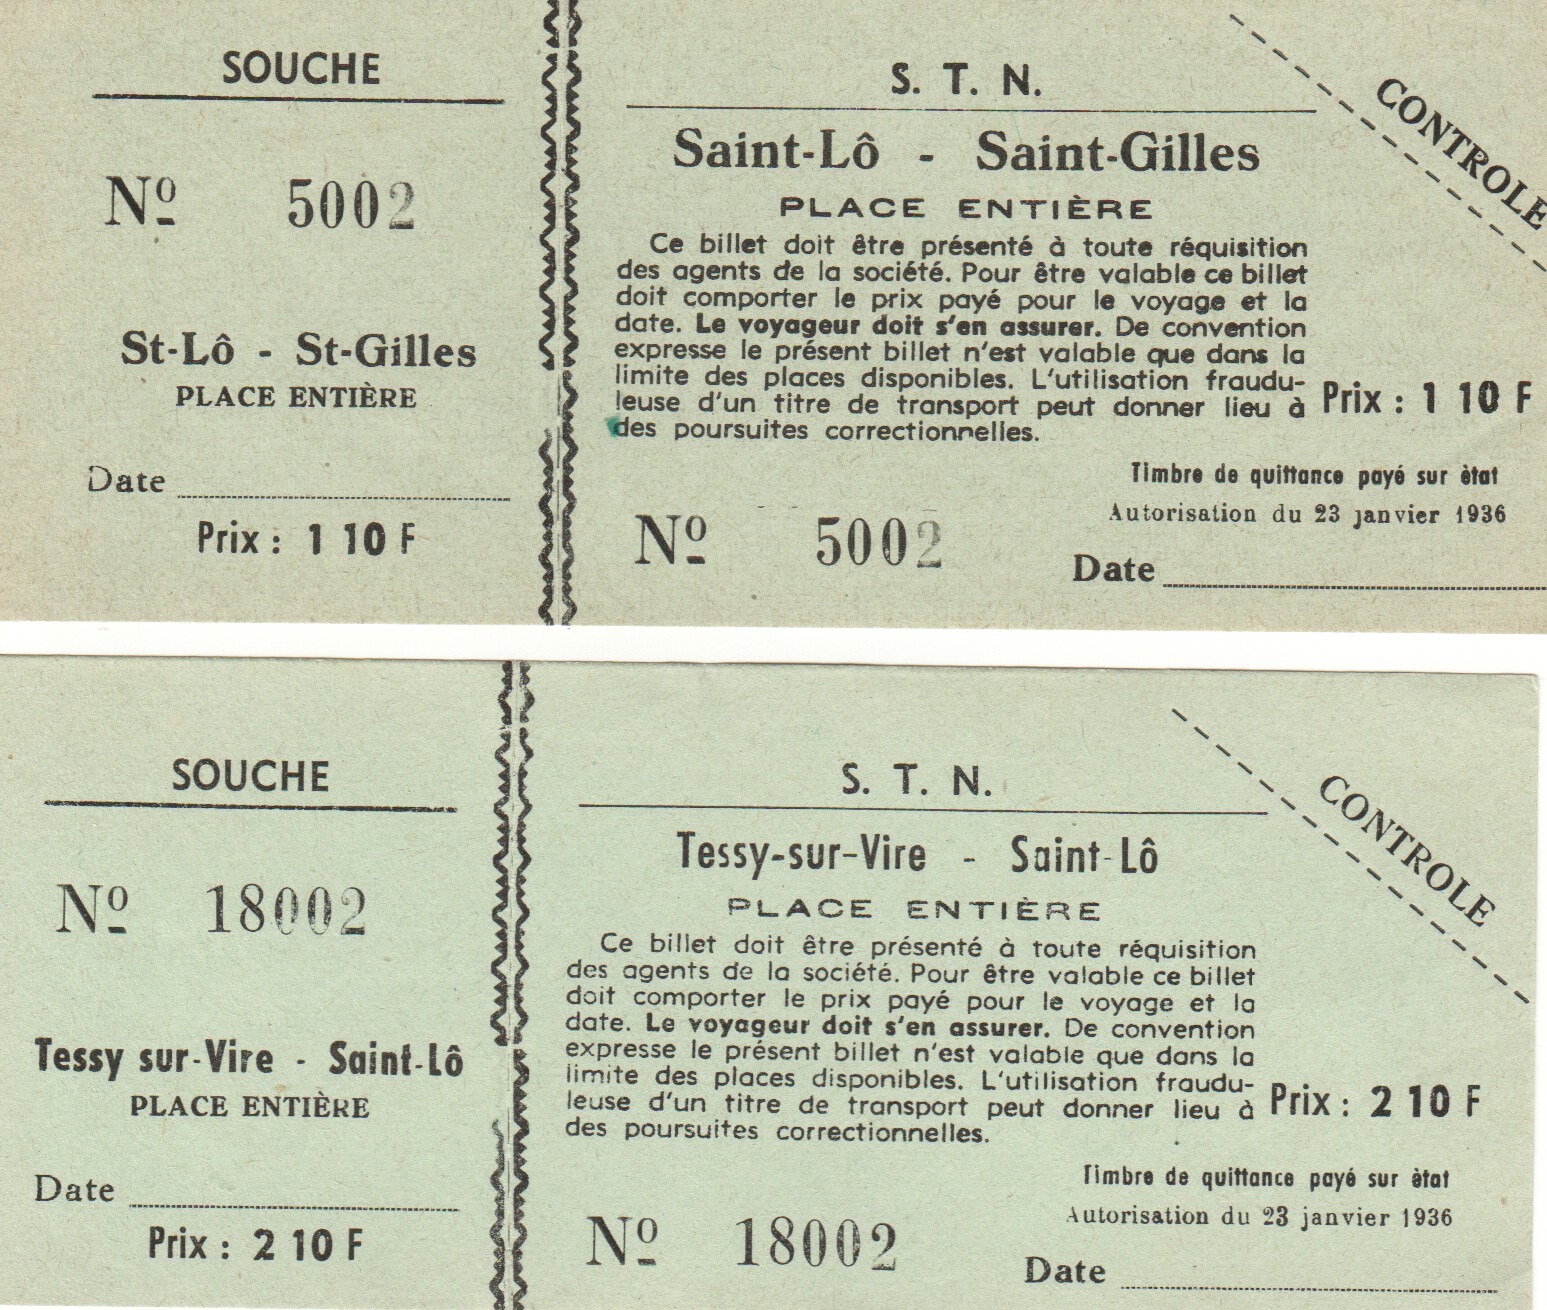 SOUCHE
Nº 5002
St-Lô - St-Gilles
PLACE ENTIÈRE
Date
Prix : 1 10 F
S. T. N.
Saint-Lô - Saint-Gilles
PLACE ENTIÈRE
Ce billet doit être présenté à toute réquisition
des agents de la société. Pour être valable ce billet
doit comporter le prix payé pour le voyage et la
date. Le voyageur doit s'en assurer. De convention
expresse le présent billet n'est valable que dans la
limite des places disponibles. L'utilisation fraudu-
leuse d'un titre de transport peut donner lieu à
des poursuites correctionnelles.
CONTROLE
Prix : 1 10 F
Timbre de quittance payé sur ètat
Autorisation du 23 janvier 1936
Nº 5002
Date
SOUCHE
Nº 18002
Tessy sur-Vire - Saint-Lô
PLACE ENTIÈRE
Date
Prix : 2 10 F
S. T. N.
Tessy-sur-Vire - Saint-Lô
PLACE ENTIÈRE
Ce billet doit être présenté à toute réquisition
des agents de la société. Pour être valable ce billet
doit comporter le prix payé pour le voyage et la
date. Le voyageur doit s'en assurer. De convention
expresse le présent billet n'est valable que dans la
limite des places disponibles. L'utilisation fraudu-
leuse d'un titre de transport peut donner lieu à
des poursuites correctionnelles.
CONTROLE
Prix : 2 10 F
Timbre de quittance payé sur ètat
Autorisation du 23 janvier 1936
Nº 18002
Date